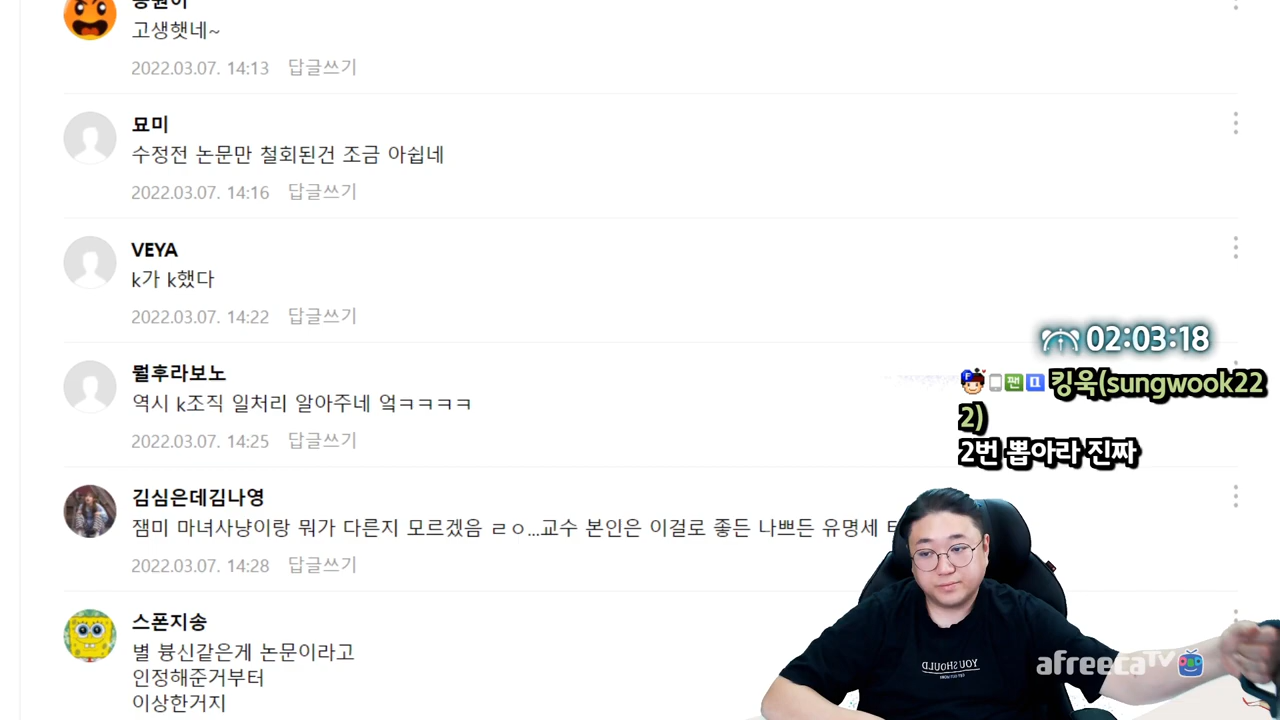 고생햇네~
2022.03.07. 14:13 답글쓰기
묘미
수정전 논문만 철회된건 조금 아쉽네
2022.03.07. 14:16 답글쓰기
VEYA
k가 k했다
2022.03.07. 14:22 답글쓰기
뭘후라보노
역시 k조직 일처리 알아주네 엌ㅋㅋㅋㅋ
2022.03.07. 14:25 답글쓰기
김심은데김나영
잼미 마녀사냥이랑 뭐가 다른지 모르겠음 ㄹㅇ...교수 본인은 이걸로 좋든 나쁘든 유명세
2022.03.07. 14:28 답글쓰기
스폰지송
별 븅신같은게 논문이라고
인정해준거부터
이상한거지
02:03:18
팬 킹욱(sungwook22
2)
2번 뽑아라 진짜
YOU SHOULD
afreecaTV